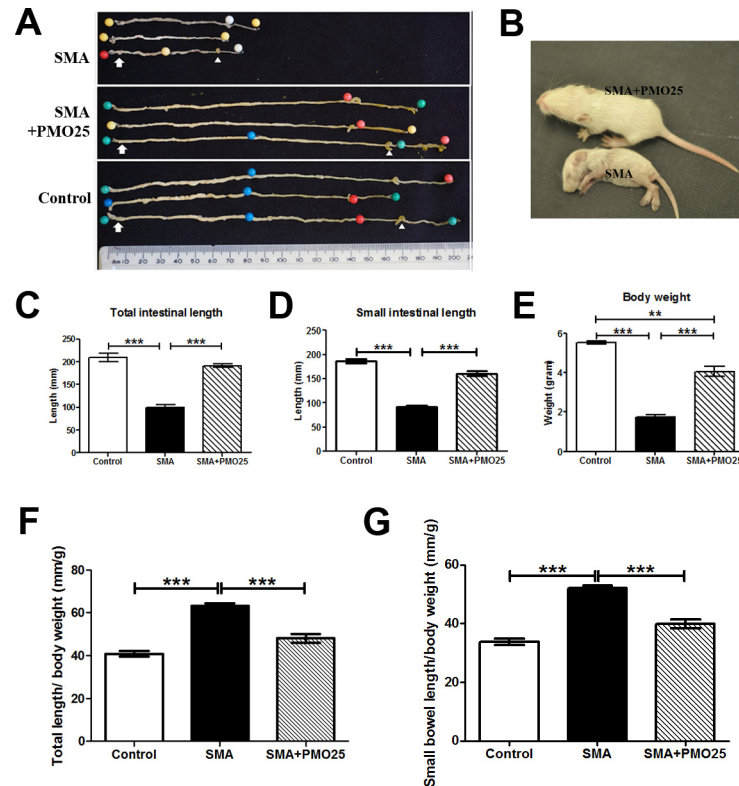 A
SMA
SMA
+PMO25
Control
B
SMA+PMO25
SMA
C
Total intestinal length
Length (mm)
250
200
150
100
50
0
*** ***
Control SMA SMA+PMO25
D
Small intestinal length
Length (mm)
200
150
100
50
0
*** ***
Control SMA SMA+PMO25
E
Body weight
Weight (gram)
6
4
2
0
**
*** ***
Control SMA SMA+PMO25
F
Total length/ body weight (mm/g)
80
60
40
20
0
*** ***
Control SMA SMA+PMO25
G
Small bowel length/body weight (mm/g)
60
40
20
0
*** ***
Control SMA SMA+PMO25